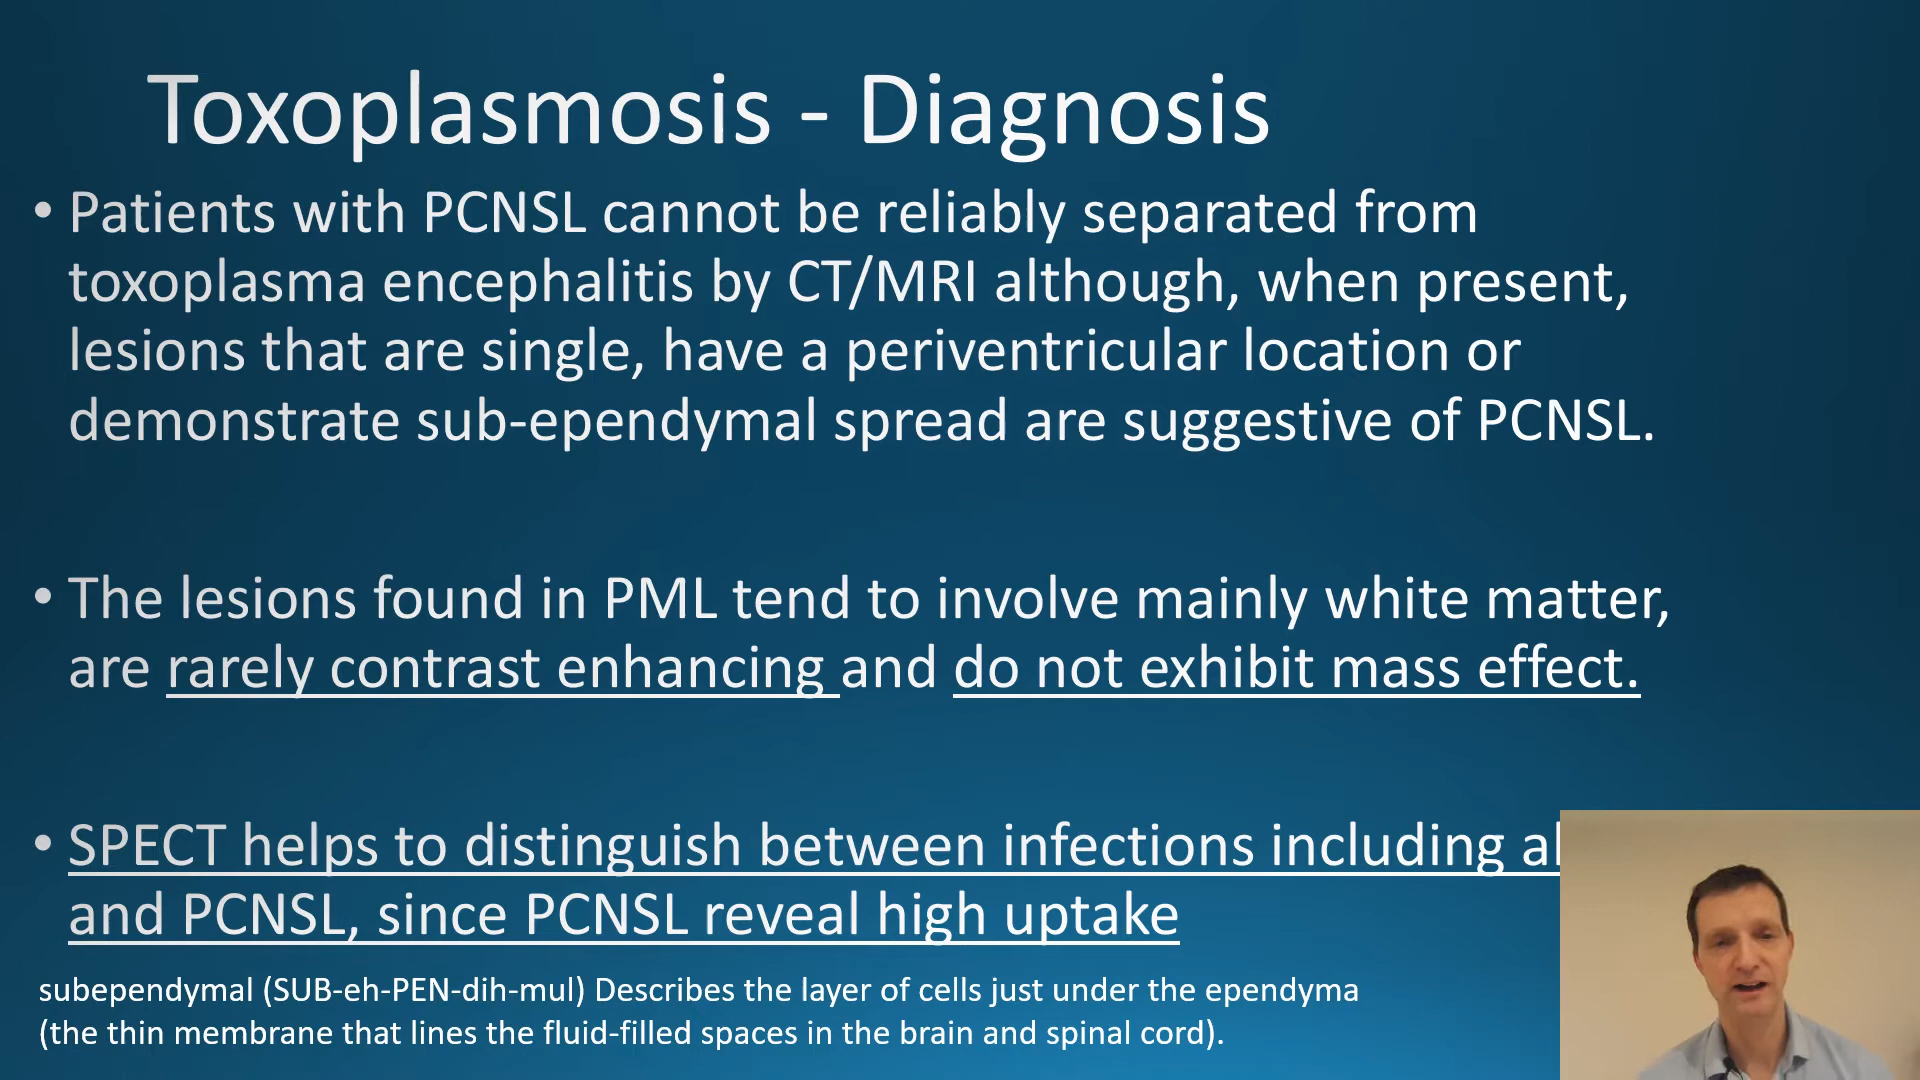 Toxoplasmosis - Diagnosis
• Patients with PCNSL cannot be reliably separated from
toxoplasma encephalitis by CT/MRI although, when present,
lesions that are single, have a periventricular location or
demonstrate sub-ependymal spread are suggestive of PCNSL.
• The lesions found in PML tend to involve mainly white matter,
are rarely contrast enhancing and do not exhibit mass effect.
• SPECT helps to distinguish between infections including
and PCNSL, since PCNSL reveal high uptake
subependymal (SUB-eh-PEN-dih-mul) Describes the layer of cells just under the ependyma
(the thin membrane that lines the fluid-filled spaces in the brain and spinal cord).